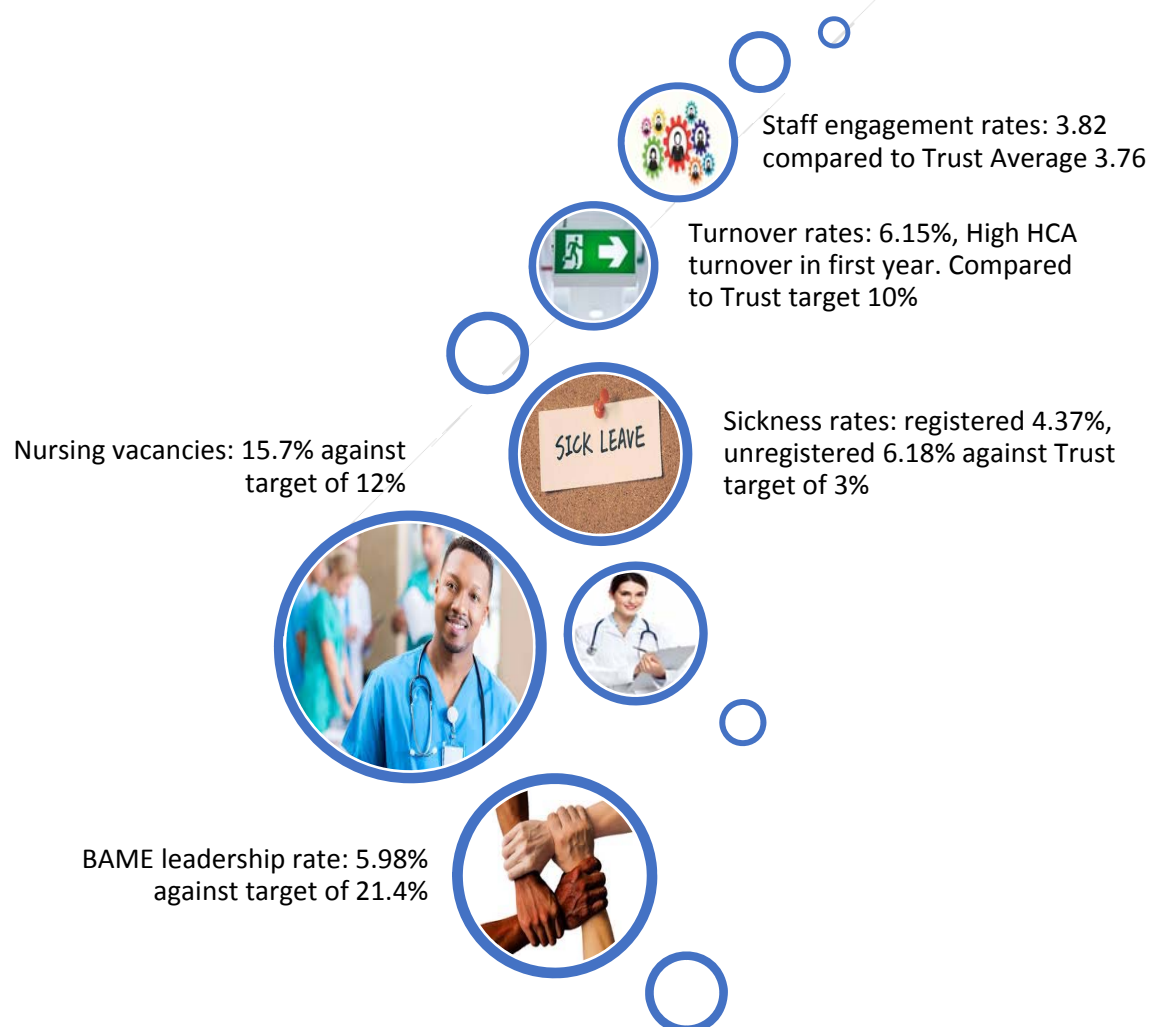 Staff engagement rates: 3.82
compared to Trust Average 3.76
Turnover rates: 6.15%, High HCA
turnover in first year. Compared
to Trust target 10%
Nursing vacancies: 15.7% against
target of 12%
SICK LEAVE
Sickness rates: registered 4.37%,
unregistered 6.18% against Trust
target of 3%
BAME leadership rate: 5.98%
against target of 21.4%